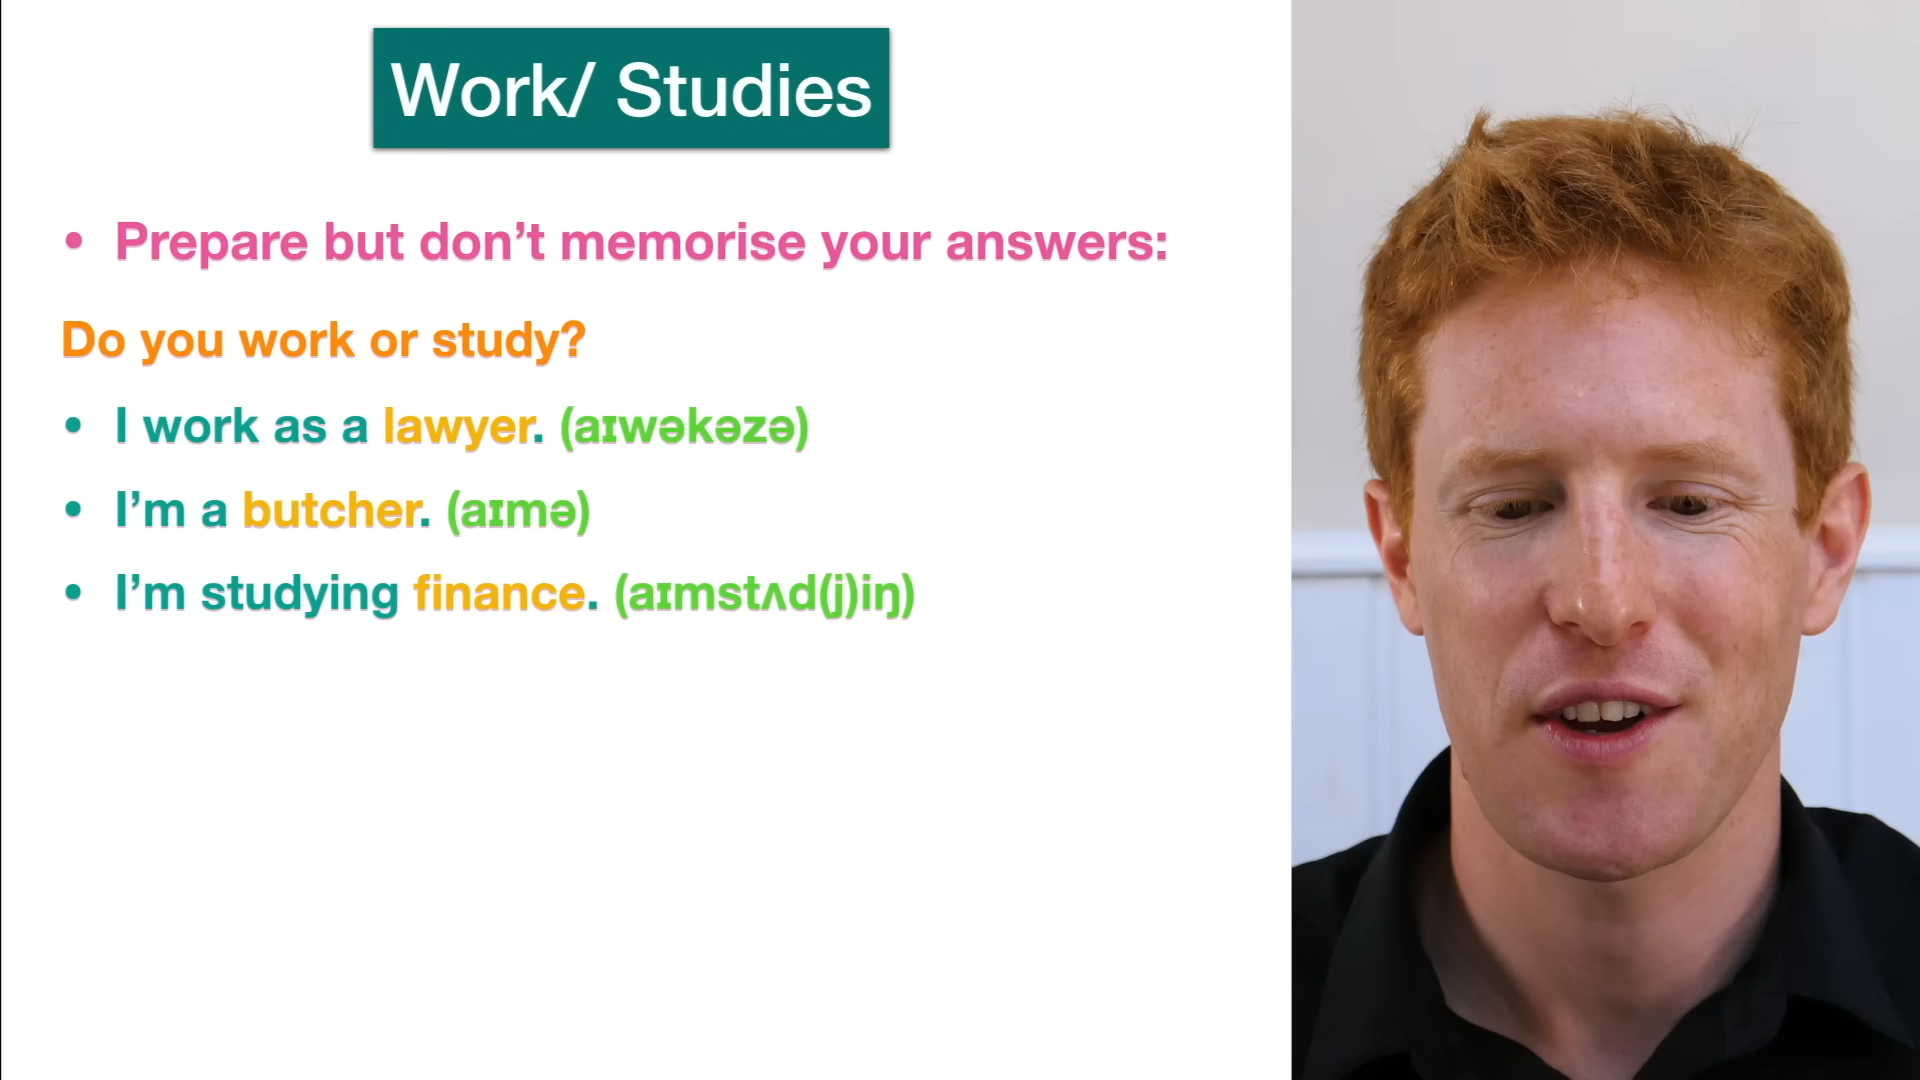 Work/ Studies
• Prepare but don’t memorise your answers:
Do you work or study?
• I work as a lawyer. (aɪwəkəzə)
• I’m a butcher. (aɪmə)
• I’m studying finance. (aɪmstʌd(j)iŋ)